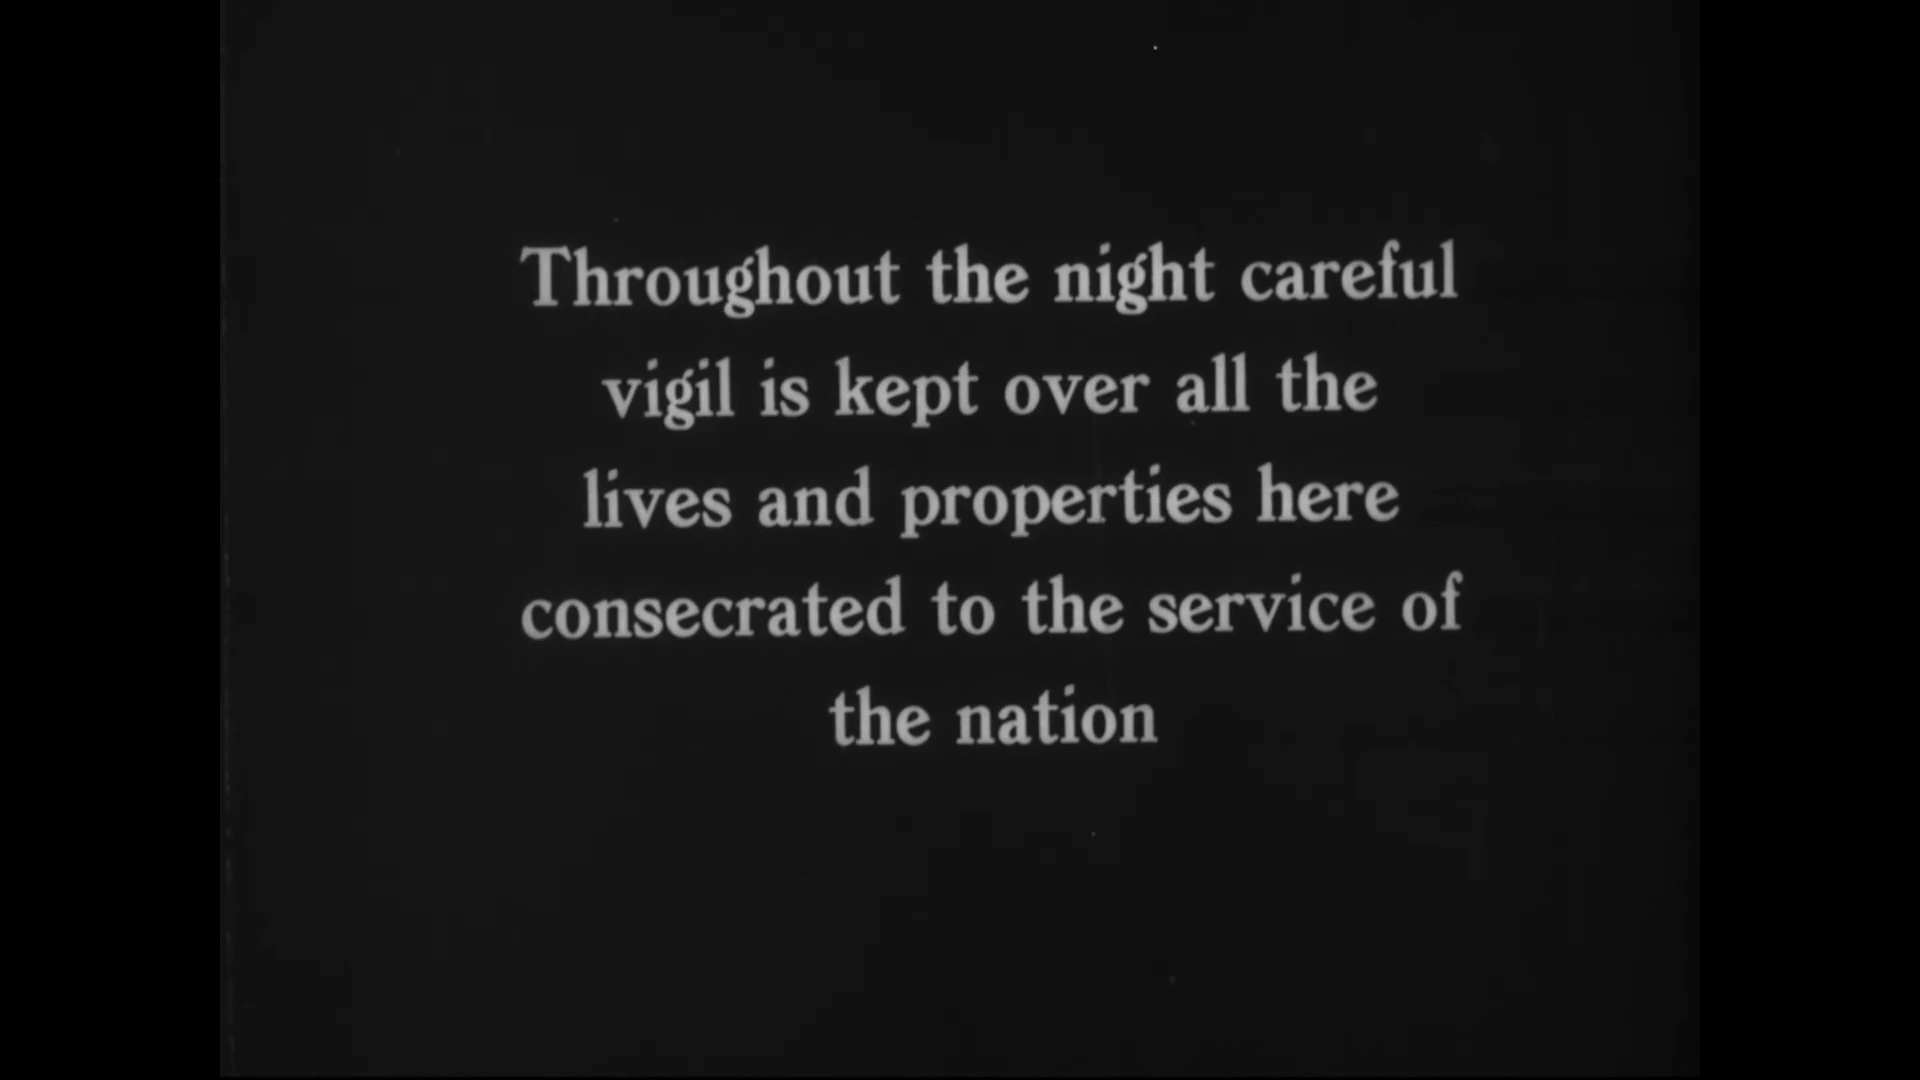 Throughout the night careful
vigil is kept over all the
lives and properties here
consecrated to the service of
the nation